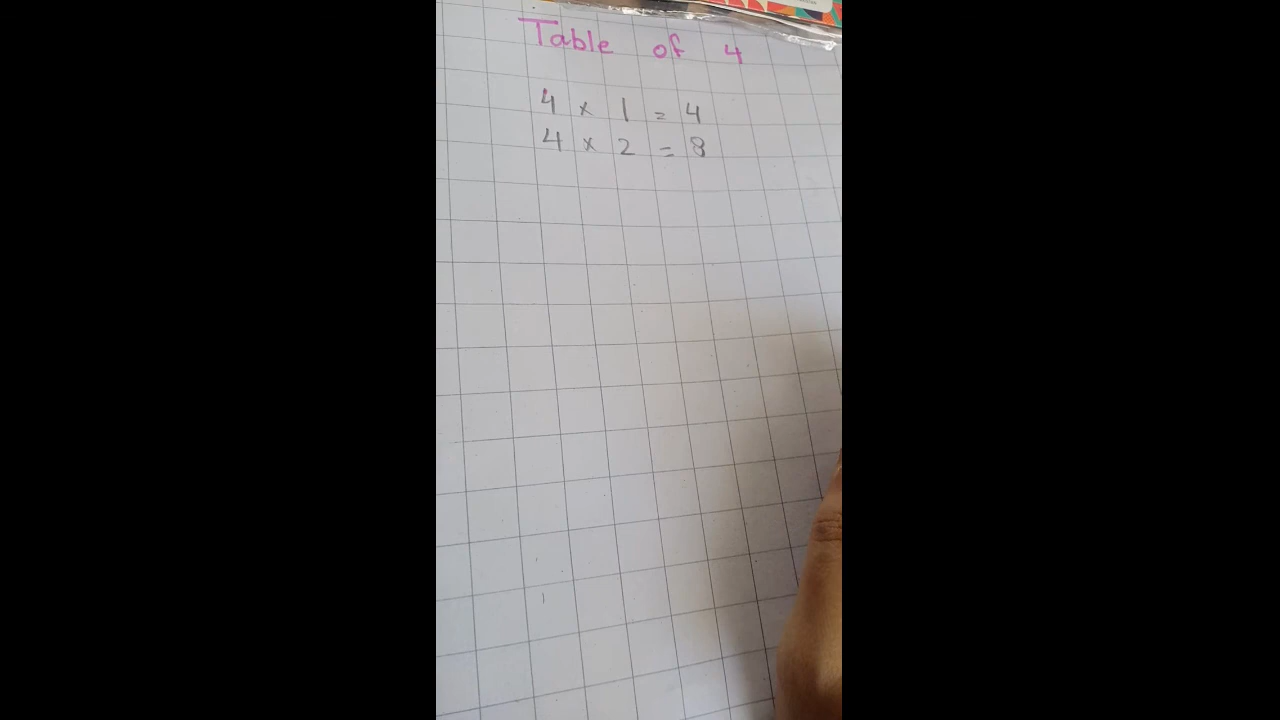 Table of 4
4 × 1 = 4
4 × 2 = 8